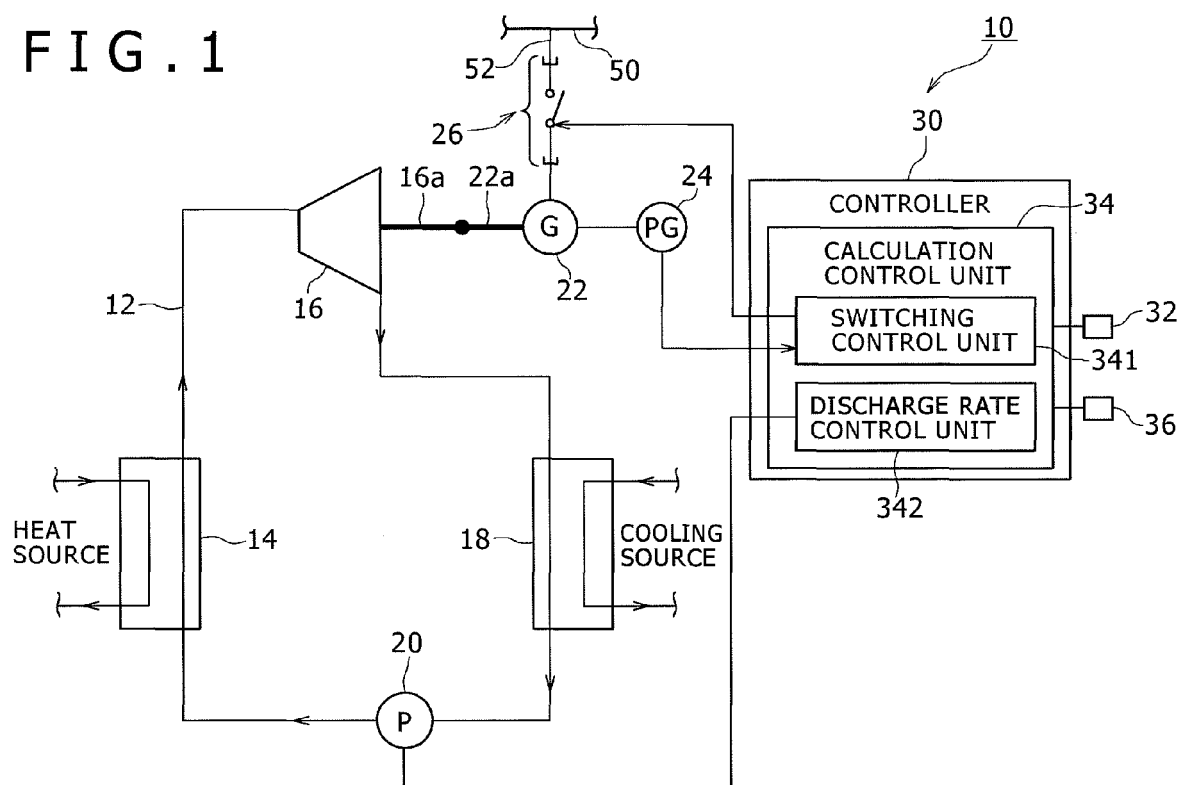 FIG.1
10
52
50
26
30
24
CONTROLLER
34
16a
22a
G
PG
CALCULATION
CONTROL UNIT
22
16
12
SWITCHING
CONTROL UNIT
32
341
DISCHARGE RATE
CONTROL UNIT
36
342
HEAT
SOURCE
14
18
COOLING
SOURCE
20
P